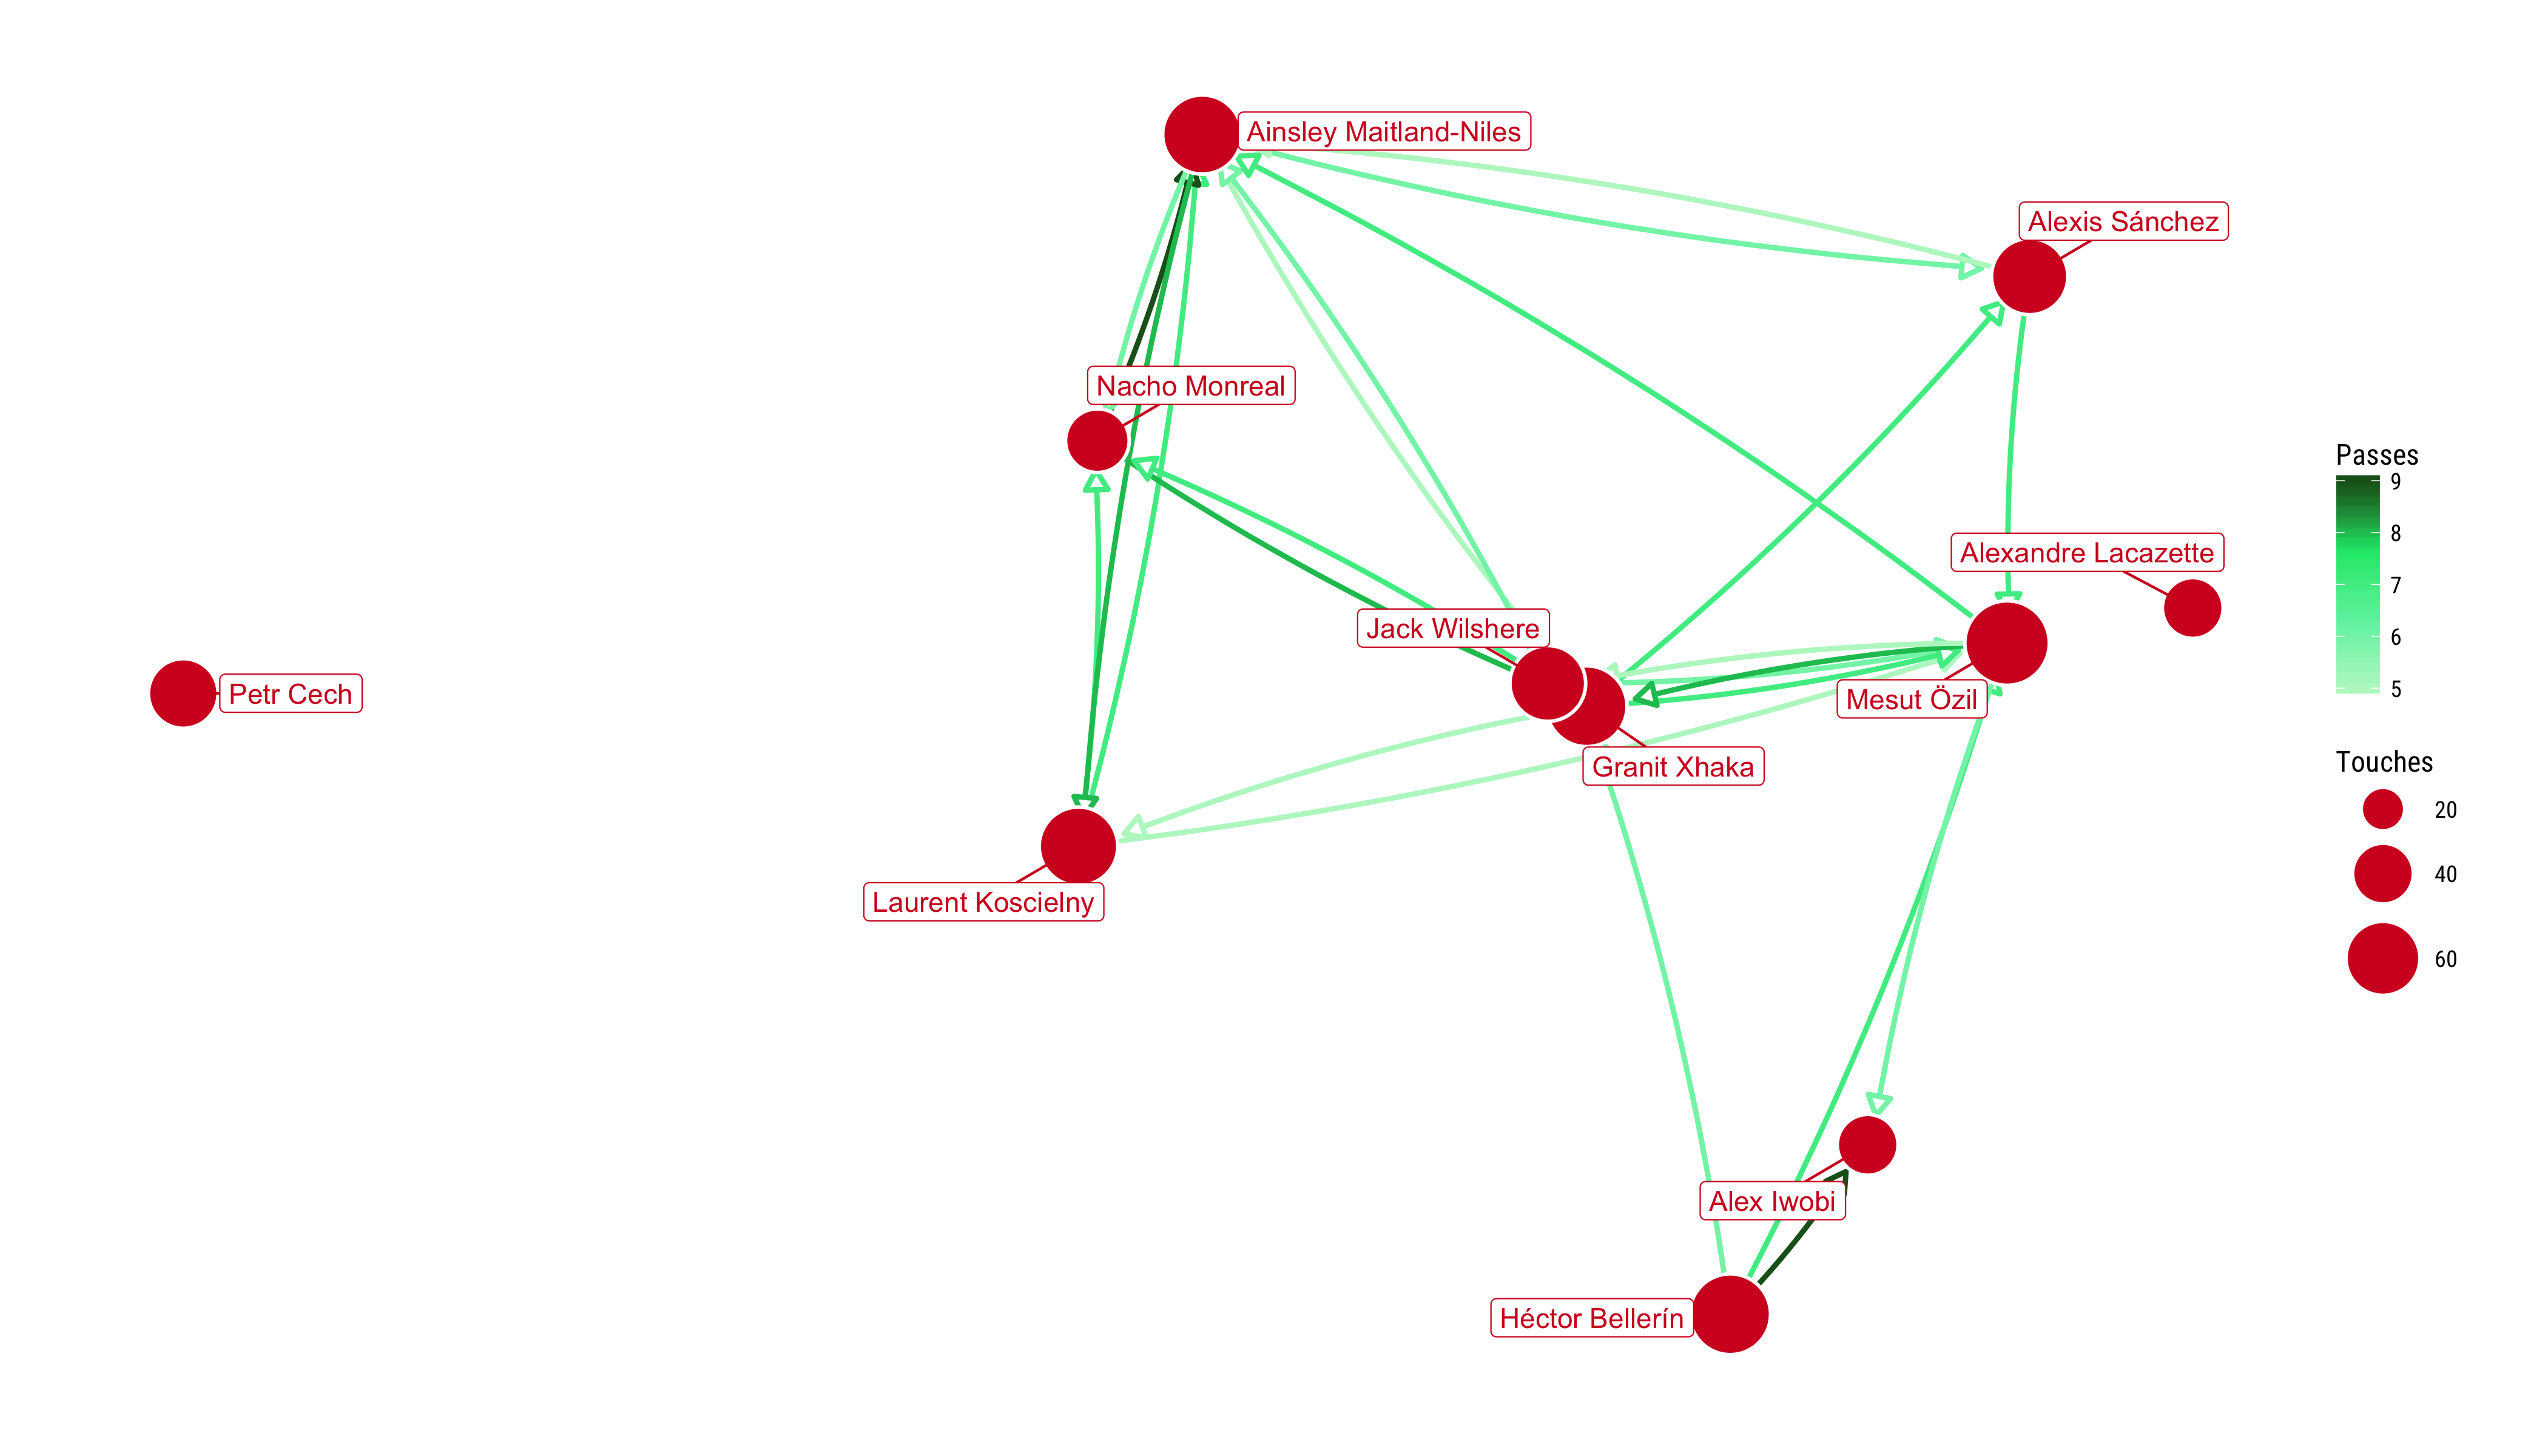 Ainsley Maitland-Niles
Alexis Sánchez
Nacho Monreal
Alexandre Lacazette
Jack Wilshere
Petr Cech
Mesut Özil
Granit Xhaka
Laurent Koscielny
Alex Iwobi
Héctor Bellerín
Passes
9
8
7
6
5
Touches
20
40
60